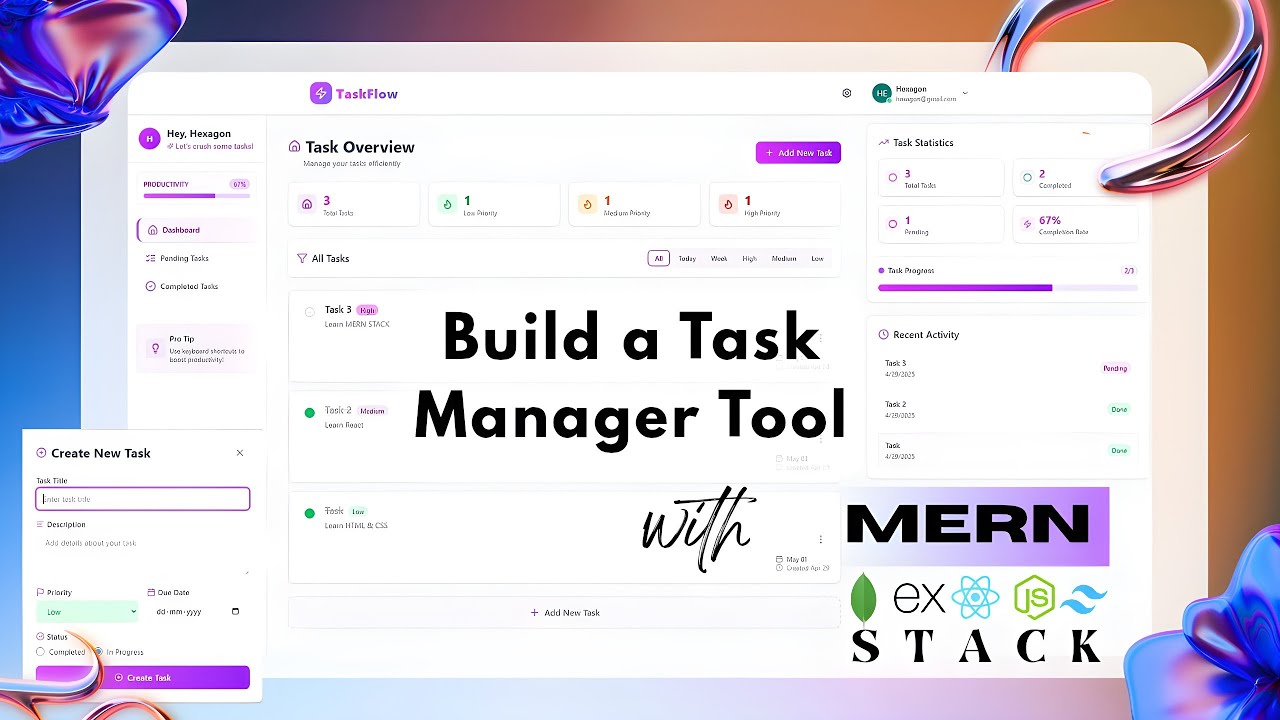 TaskFlow
HE
Hexagon
hexagon@gmail.com
H
Hey, Hexagon
Let's crush some tasks!
PRODUCTIVITY 67%
Dashboard
Pending Tasks
Completed Tasks
Pro Tip
Use keyboard shortcuts to
boost productivity!
Task Overview
Manage your tasks efficiently
+ Add New Task
3
Total Tasks
1
Low Priority
1
Medium Priority
1
High Priority
All Tasks
All Today Week High Medium Low
Task 3 High
Learn MERN STACK
Task 2 Medium
Learn React
May 01
Task Low
Learn HTML & CSS
May 01
Created Apr 29
+ Add New Task
Task Statistics
3
Total Tasks
2
Completed
1
Pending
67%
Completion Rate
Task Progress 2/3
Recent Activity
Task 3
4/29/2025
Pending
Task 2
4/29/2025
Done
Task
4/29/2025
Done
Create New Task
Task Title
Enter task title
Description
Add details about your task
Priority
Low
Due Date
dd-mm-yyyy
Status
Completed In Progress
Create Task
Build a Task
Manager Tool
with
MERN
ex
JS
STACK